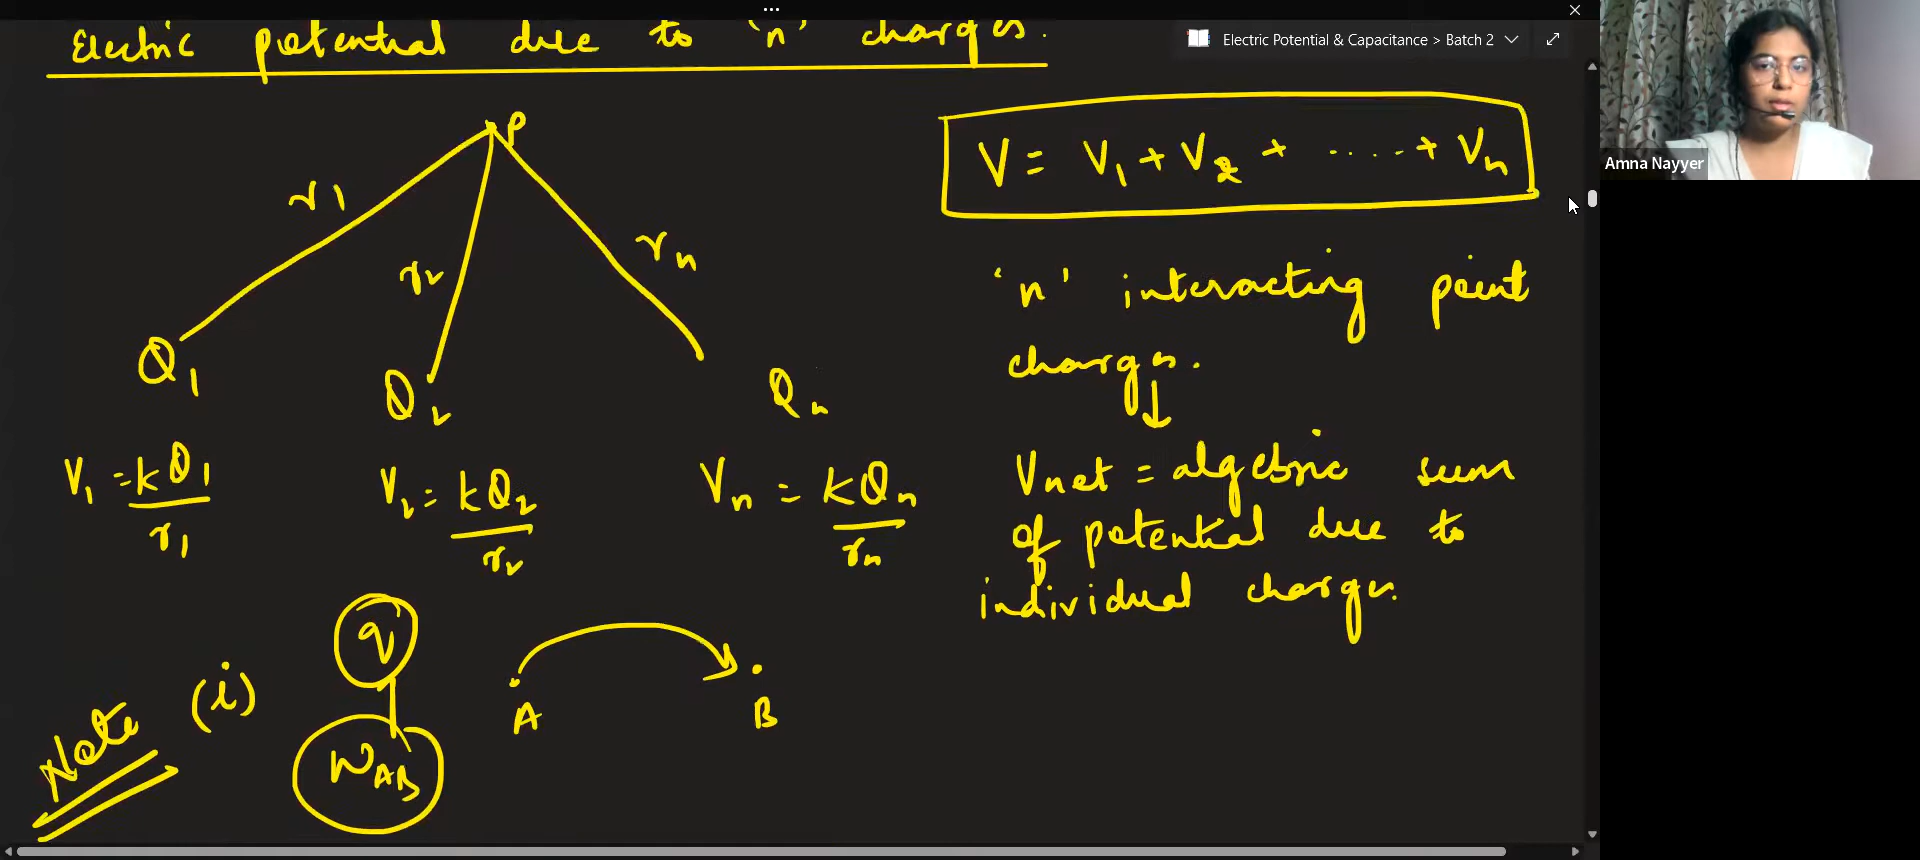 Electric potential due to 'n' charges.
Electric Potential & Capacitance > Batch 2
Amna Nayyer
P
r1
r2
rn
Q1
Q2
Qn
V1 = kQ1/r1
V2 = kQ2/r2
Vn = kQn/rn
V = V1 + V2 + ..... + Vn
'n' interacting point
charges.
↓
Vnet = algebric sum
of potential due to
individual charges.
Note (i)
q
WAB
A
B